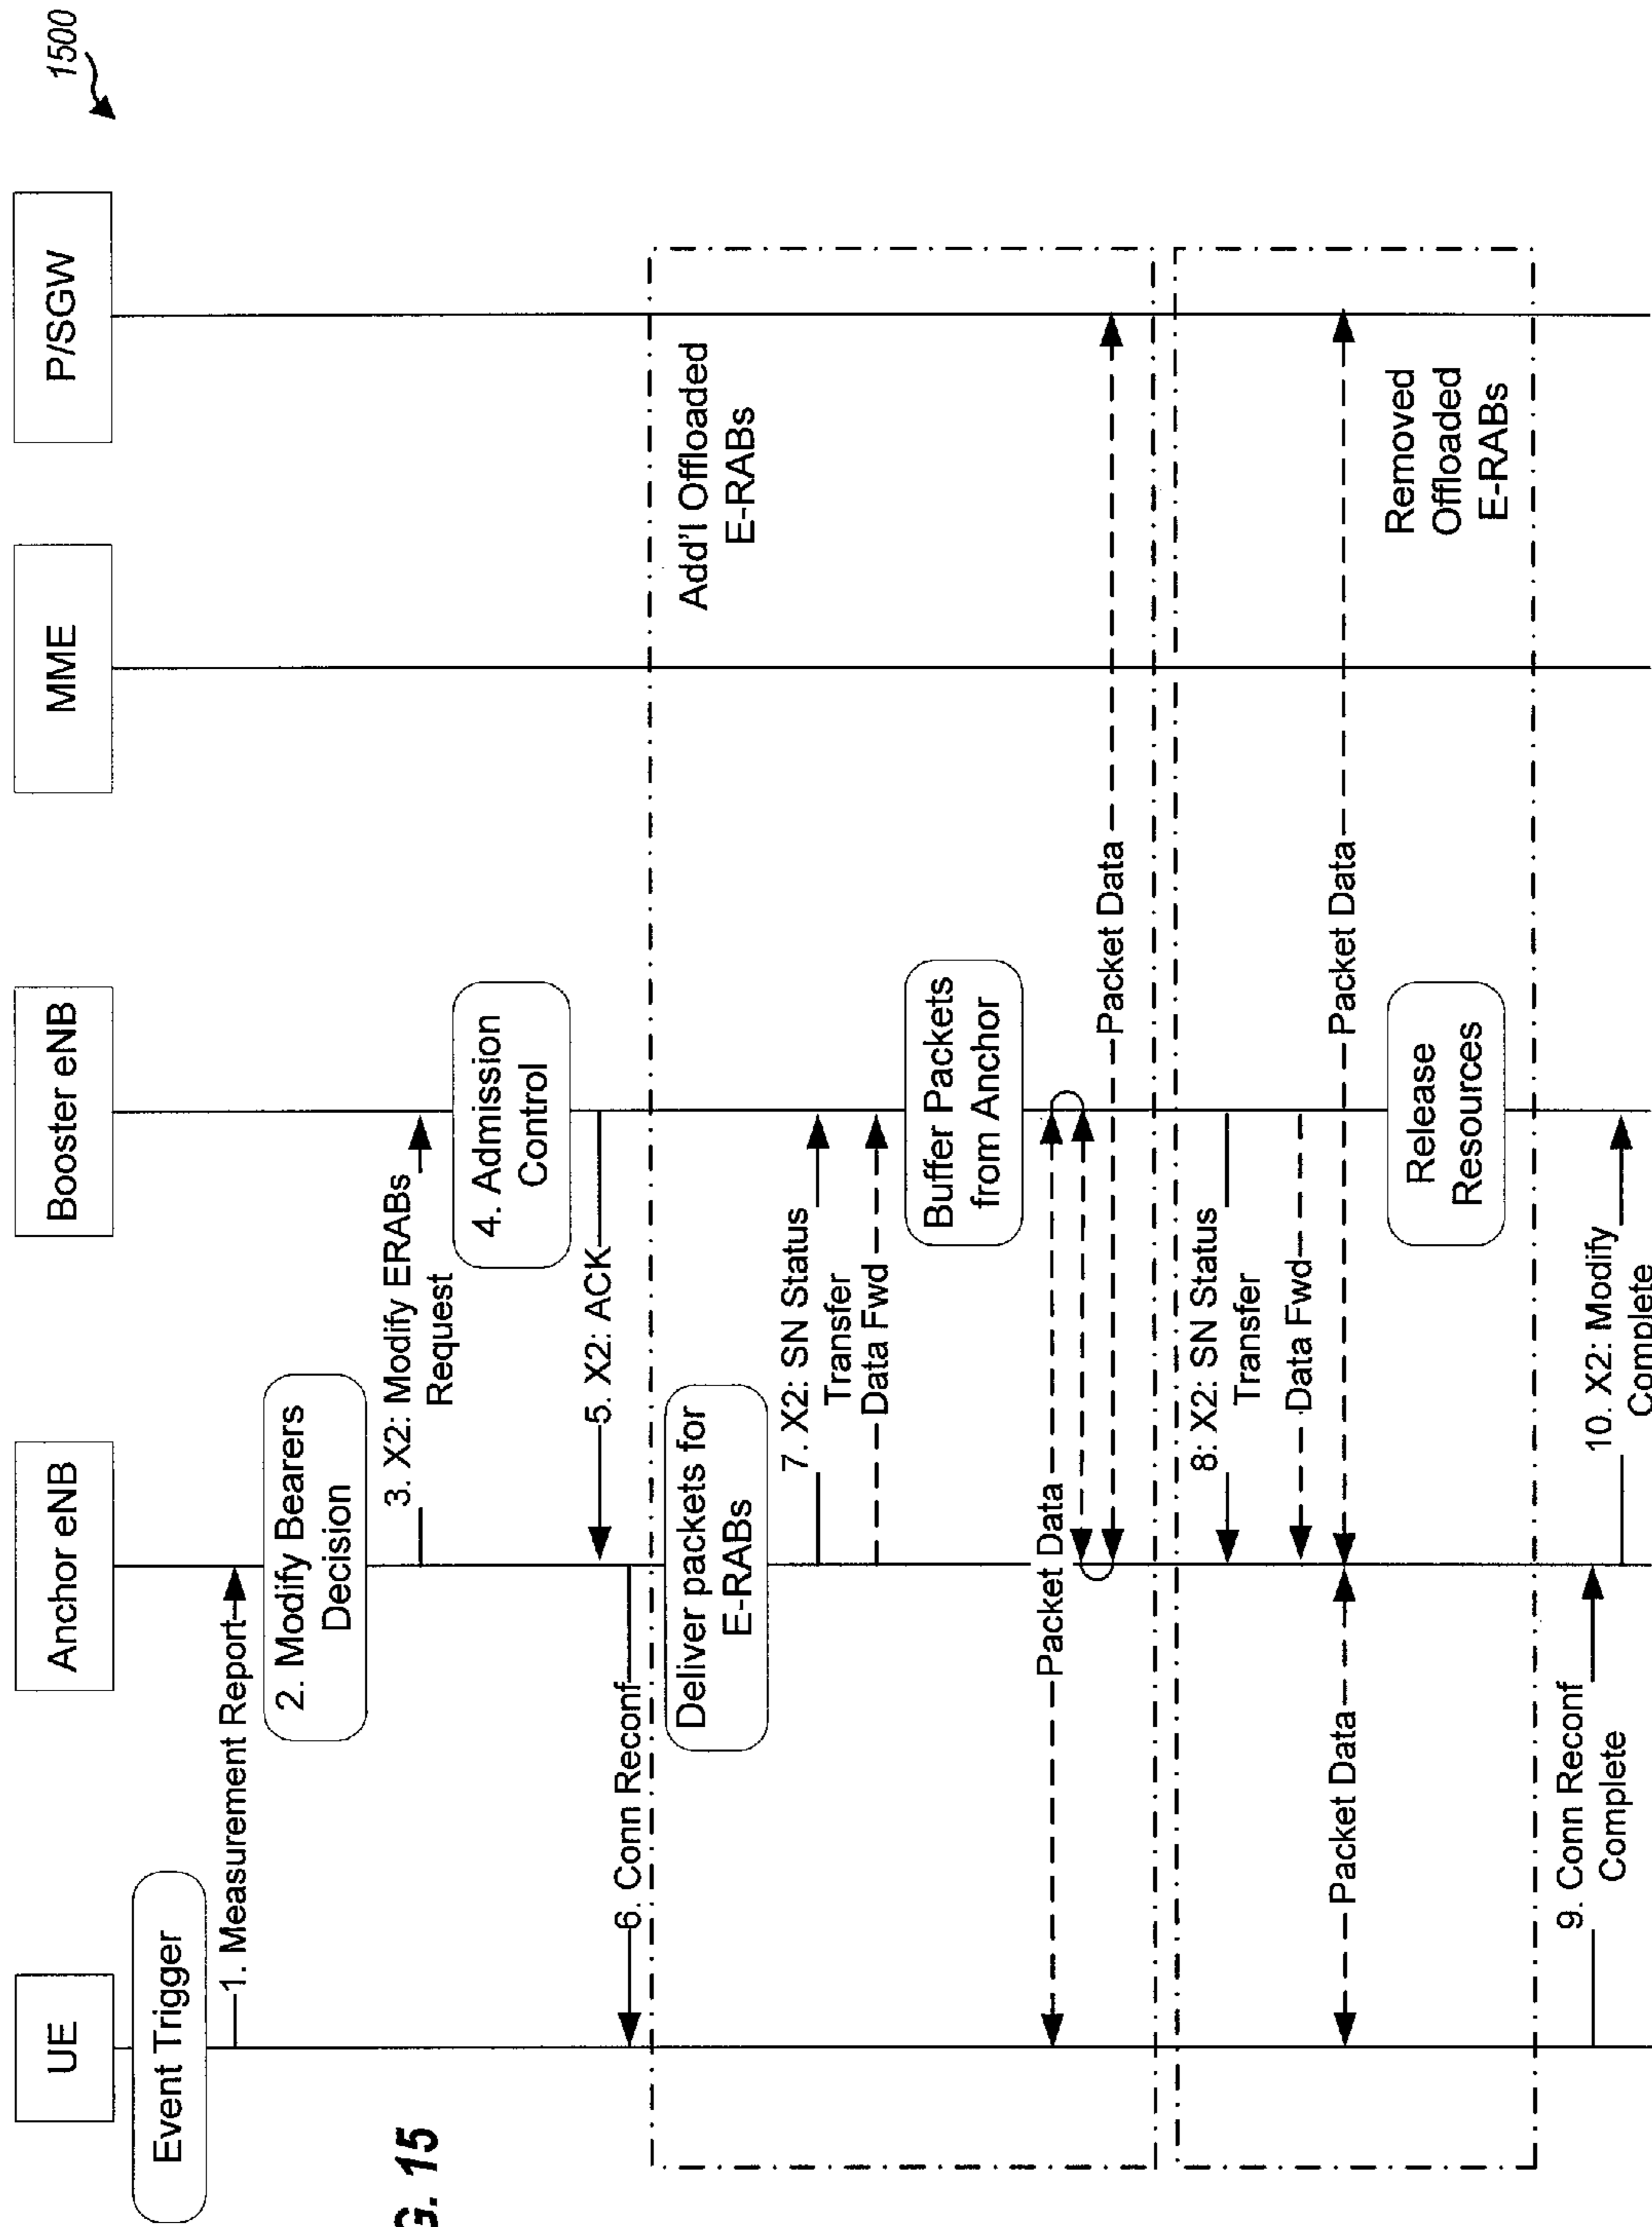 1500
UE
Anchor eNB
Booster eNB
MME
P/SGW
Event Trigger
1. Measurement Report
2. Modify Bearers
Decision
3. X2: Modify ERABs
Request
4. Admission
Control
5. X2: ACK
6. Conn Reconf
Deliver packets for
E-RABs
Add'l Offloaded
E-RABs
7. X2: SN Status
Transfer
Data Fwd
Buffer Packets
from Anchor
Packet Data
Packet Data
8: X2: SN Status
Transfer
Data Fwd
Packet Data
Packet Data
Removed
Offloaded
E-RABs
Release
Resources
9. Conn Reconf
Complete
10. X2: Modify
Complete
G. 15